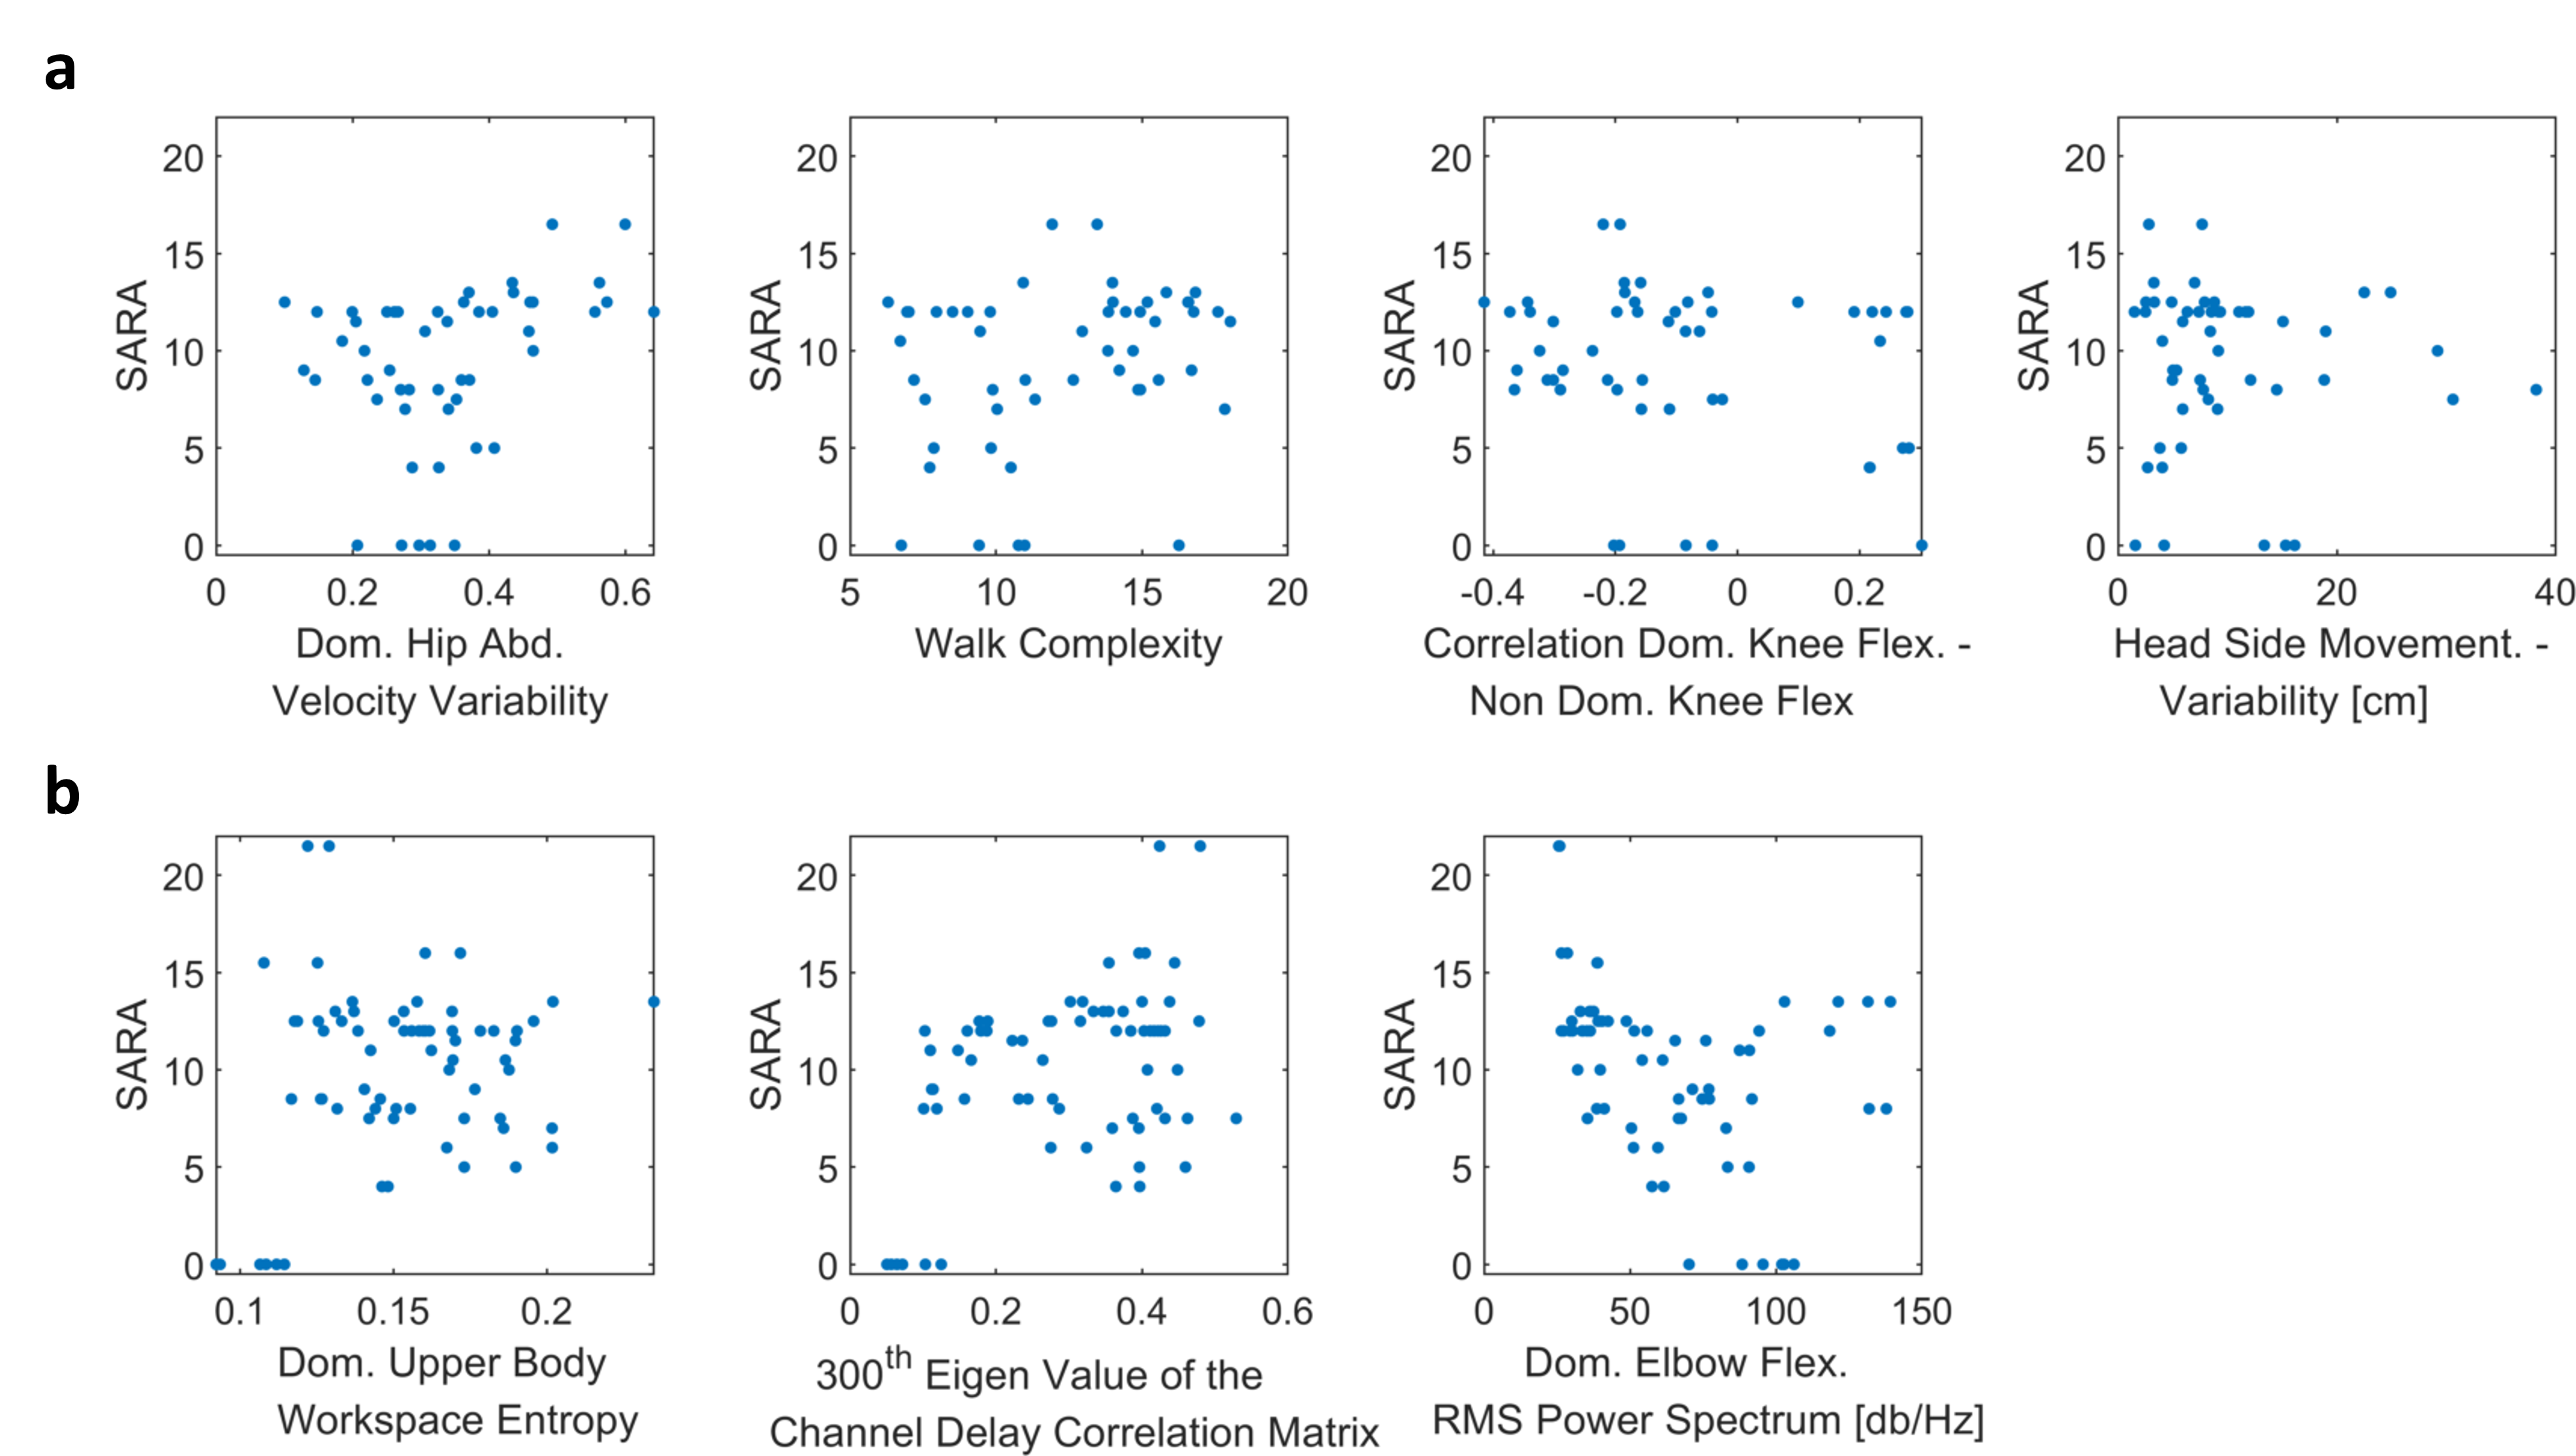 a
SARA
20
15
10
5
0
0 0.2 0.4 0.6
Dom. Hip Abd.
Velocity Variability
SARA
20
15
10
5
0
5 10 15 20
Walk Complexity
SARA
20
15
10
5
0
-0.4 -0.2 0 0.2
Correlation Dom. Knee Flex. -
Non Dom. Knee Flex
SARA
20
15
10
5
0
0 20 40
Head Side Movement. -
Variability [cm]
b
SARA
20
15
10
5
0
0.1 0.15 0.2
Dom. Upper Body
Workspace Entropy
SARA
20
15
10
5
0
0 0.2 0.4 0.6
300th Eigen Value of the
Channel Delay Correlation Matrix
SARA
20
15
10
5
0
0 50 100 150
Dom. Elbow Flex.
RMS Power Spectrum [db/Hz]